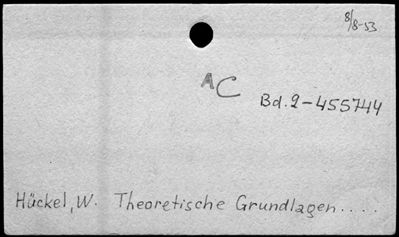 8/8-53
AC
Bd. 2-455744
Hückel, W. Theoretische Grundlagen.....